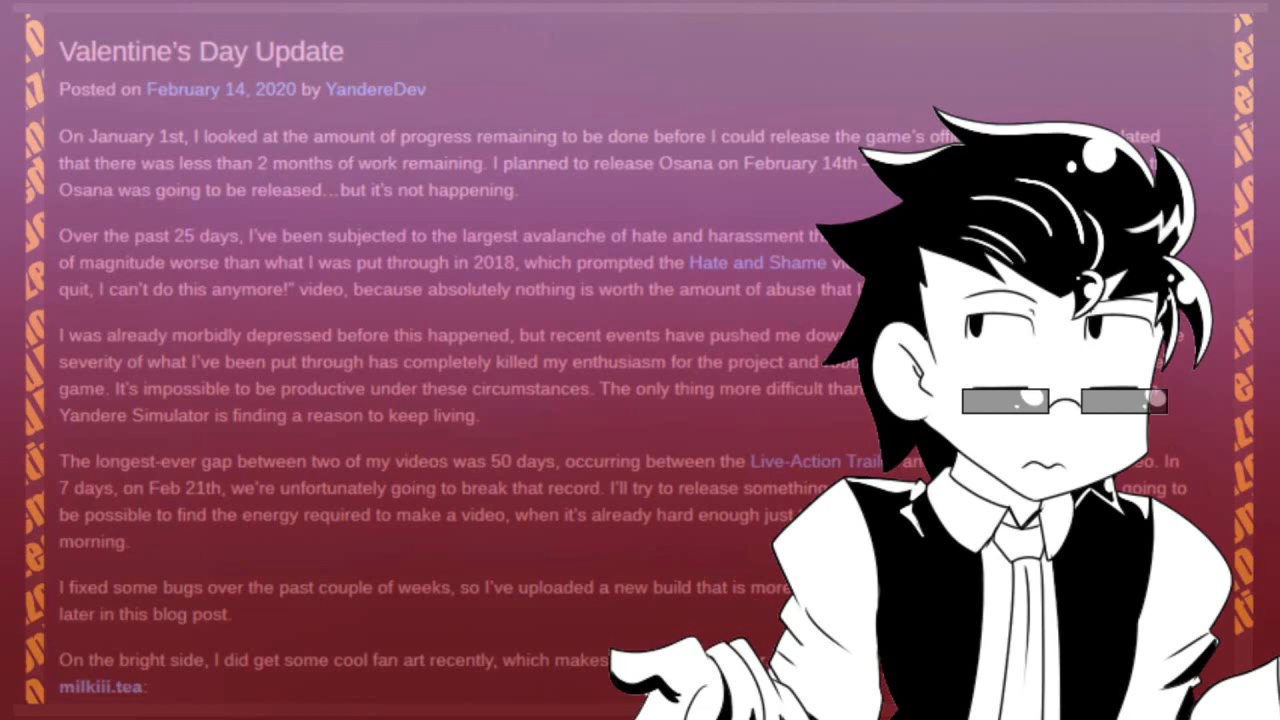 Valentine's Day Update
Posted on February 14, 2020 by YandereDev
On January 1st, I looked at the amount of progress remaining to be done before I could release the game's
that there was less than 2 months of work remaining. I planned to release Osana on February 14th
Osana was going to be released…but it's not happening.
Over the past 25 days, I've been subjected to the largest avalanche of hate and harassment
of magnitude worse than what I was put through in 2018, which prompted the Hate and Shame
quit, I can't do this anymore!" video, because absolutely nothing is worth the amount of abuse that
I was already morbidly depressed before this happened, but recent events have pushed me
severity of what I've been put through has completely killed my enthusiasm for the project and
game. It's impossible to be productive under these circumstances. The only thing more difficult than
Yandere Simulator is finding a reason to keep living.
The longest-ever gap between two of my videos was 50 days, occurring between the Live-Action In
7 days, on Feb 21th, we're unfortunately going to break that record. I'll try to release something going to
be possible to find the energy required to make a video, when it's already hard enough just
morning.
I fixed some bugs over the past couple of weeks, so I've uploaded a new build that is more
later in this blog post.
On the bright side, I did get some cool fan art recently, which makes
milkiii.tea: